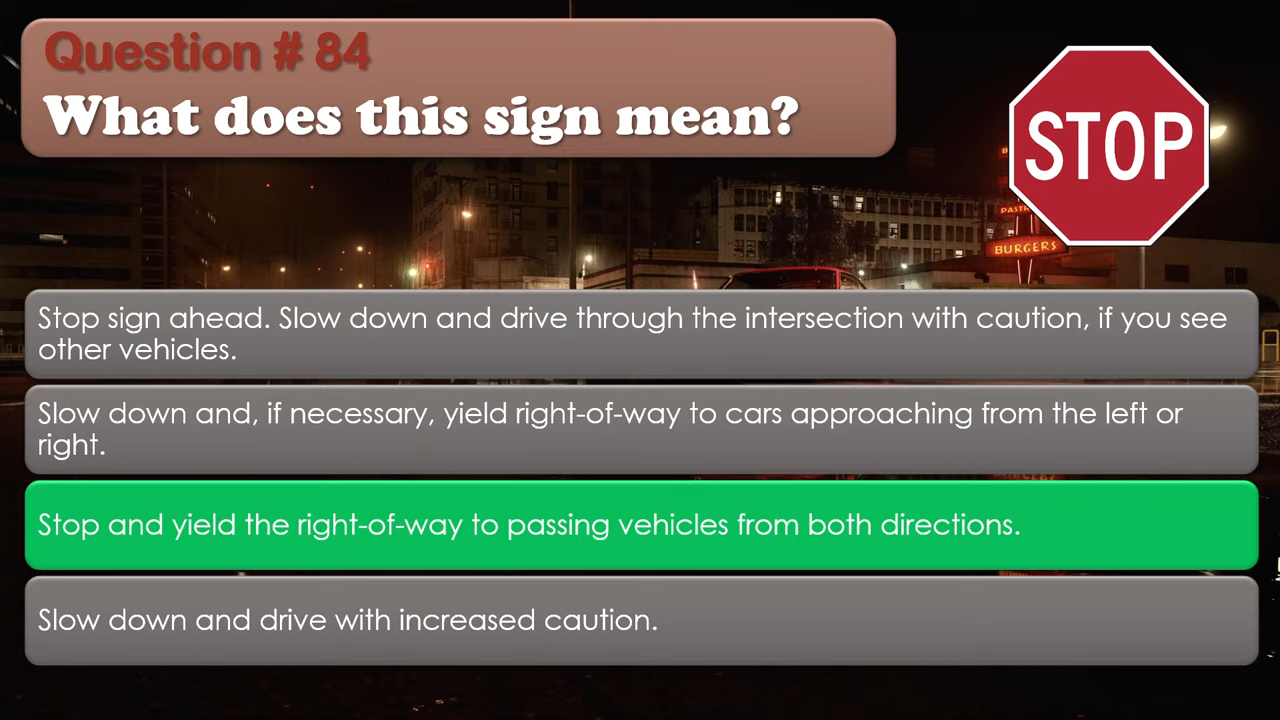 Question # 84
What does this sign mean?
STOP
BURGERS
Stop sign ahead. Slow down and drive through the intersection with caution, if you see
other vehicles.
Slow down and, if necessary, yield right-of-way to cars approaching from the left or
right.
Stop and yield the right-of-way to passing vehicles from both directions.
Slow down and drive with increased caution.